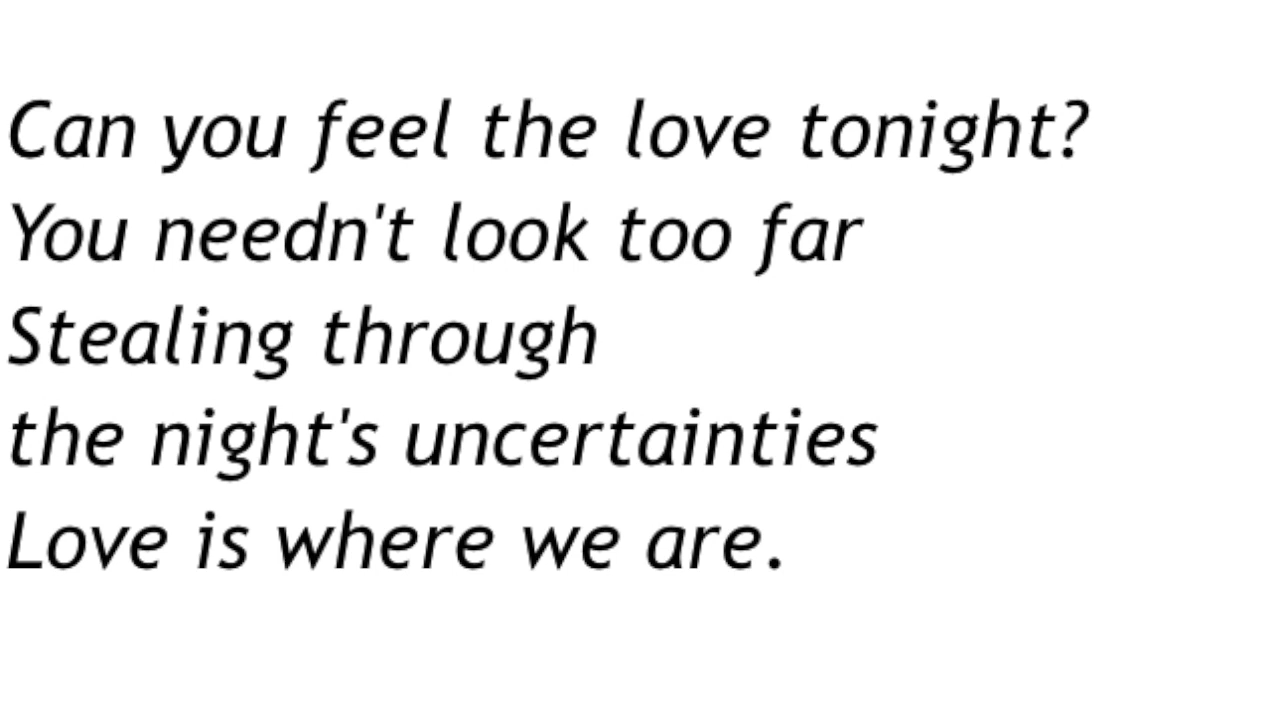 Can you feel the love tonight?
You needn't look too far
Stealing through
the night's uncertainties
Love is where we are.